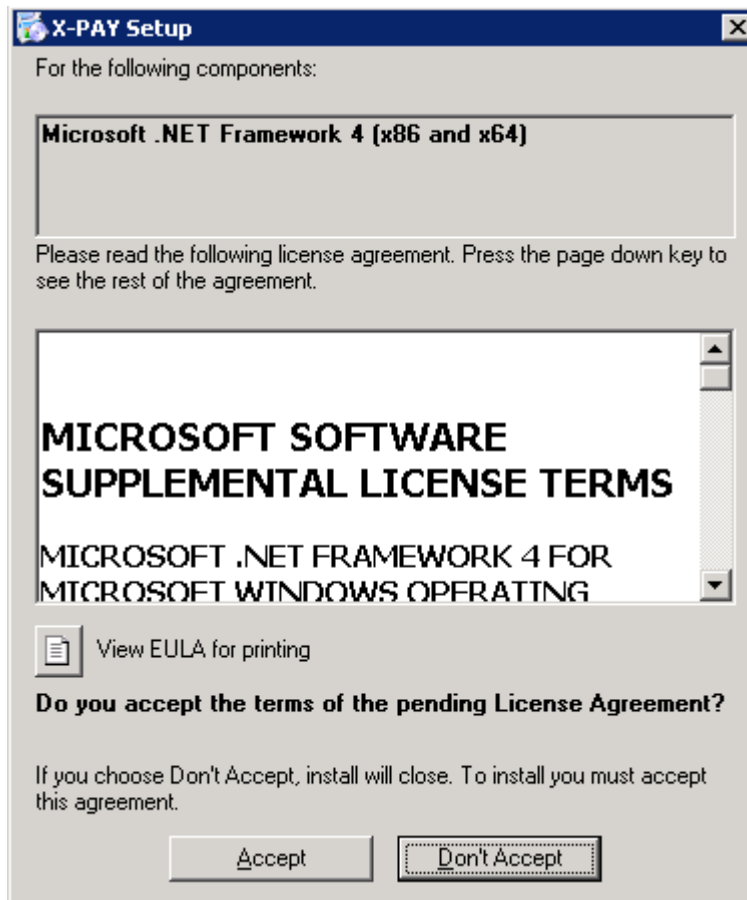 X-PAY Setup
For the following components:
Microsoft .NET Framework 4 (x86 and x64)
Please read the following license agreement. Press the page down key to
see the rest of the agreement.
MICROSOFT SOFTWARE
SUPPLEMENTAL LICENSE TERMS
MICROSOFT .NET FRAMEWORK 4 FOR
MICROSOFT WINDOWS OPERATING
View EULA for printing
Do you accept the terms of the pending License Agreement?
If you choose Don't Accept, install will close. To install you must accept
this agreement.
Accept
Don't Accept